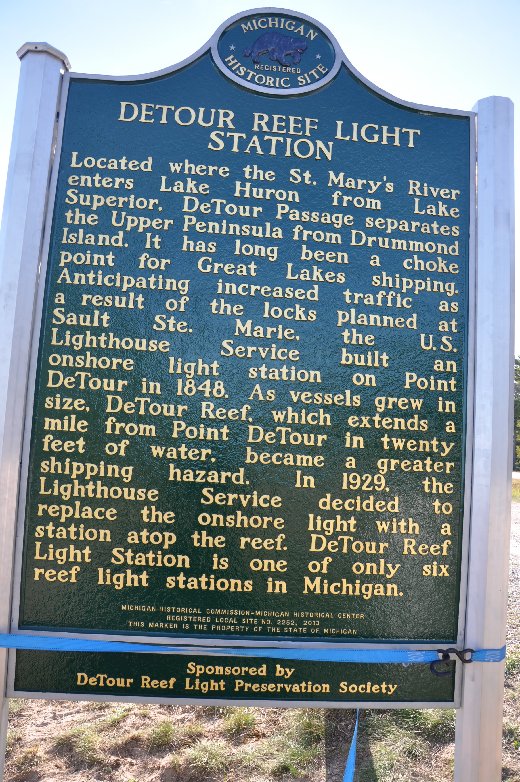 MICHIGAN
REGISTERED
HISTORIC SITE
DETOUR REEF LIGHT
STATION
Located where the St. Mary's River
enters Lake Huron from Lake
Superior, DeTour Passage separates
the Upper Peninsula from Drummond
Island. It has long been a choke
point for Great Lakes shipping.
Anticipating increased traffic as
a result of the locks planned at
Sault Ste. Marie, the U.S.
Lighthouse Service built an
onshore light station on Point
DeTour in 1848. As vessels grew in
size, DeTour Reef, which extends a
mile from Point DeTour in twenty
feet of water, became a greater
shipping hazard. In 1929, the
Lighthouse Service decided to
replace the onshore light with a
station atop the reef. DeTour Reef
Light Station is one of only six
reef light stations in Michigan.
MICHIGAN HISTORICAL COMMISSION-MICHIGAN HISTORICAL CENTER
REGISTERED LOCAL SITE NO. 2252, 2013
THIS MARKER IS THE PROPERTY OF THE STATE OF MICHIGAN
Sponsored by
DeTour Reef Light Preservation Society